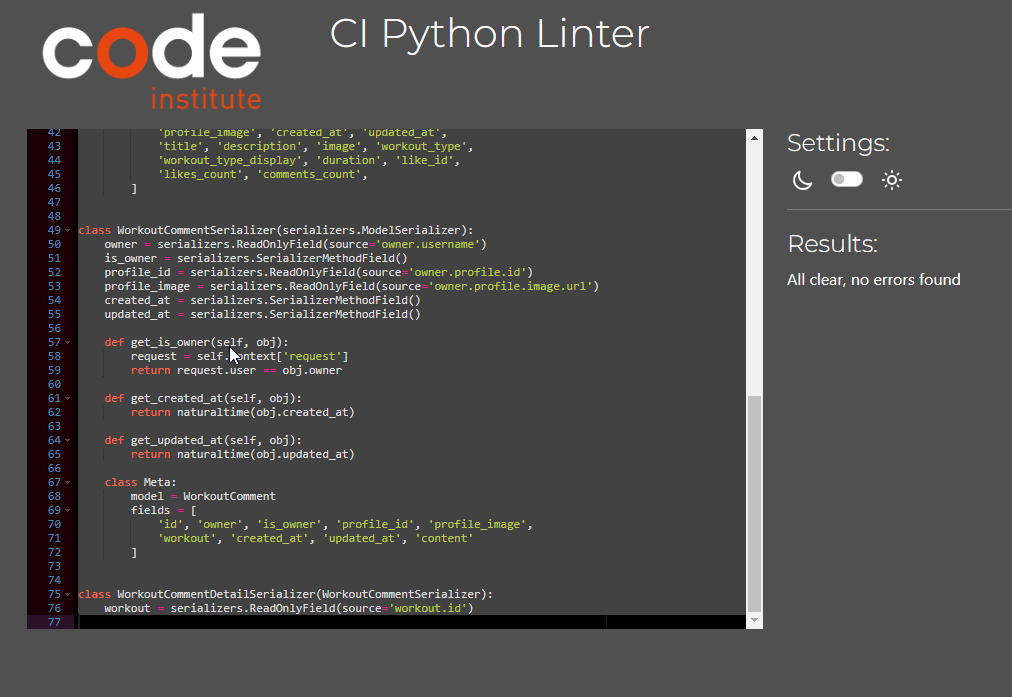 code
institute
CI Python Linter
42 'profile_image', 'created_at', 'updated_at',
43 'title', 'description', 'image', 'workout_type',
44 'workout_type_display', 'duration', 'like_id',
45 'likes_count', 'comments_count',
46 ]
47
48
49 class WorkoutCommentSerializer(serializers.ModelSerializer):
50 owner = serializers.ReadOnlyField(source='owner.username')
51 is_owner = serializers.SerializerMethodField()
52 profile_id = serializers.ReadOnlyField(source='owner.profile.id')
53 profile_image = serializers.ReadOnlyField(source='owner.profile.image.url')
54 created_at = serializers.SerializerMethodField()
55 updated_at = serializers.SerializerMethodField()
56
57 def get_is_owner(self, obj):
58 request = self.context['request']
59 return request.user == obj.owner
60
61 def get_created_at(self, obj):
62 return naturaltime(obj.created_at)
63
64 def get_updated_at(self, obj):
65 return naturaltime(obj.updated_at)
66
67 class Meta:
68 model = WorkoutComment
69 fields = [
70 'id', 'owner', 'is_owner', 'profile_id', 'profile_image',
71 'workout', 'created_at', 'updated_at', 'content'
72 ]
73
74
75 class WorkoutCommentDetailSerializer(WorkoutCommentSerializer):
76 workout = serializers.ReadOnlyField(source='workout.id')
77
Settings:
Results:
All clear, no errors found